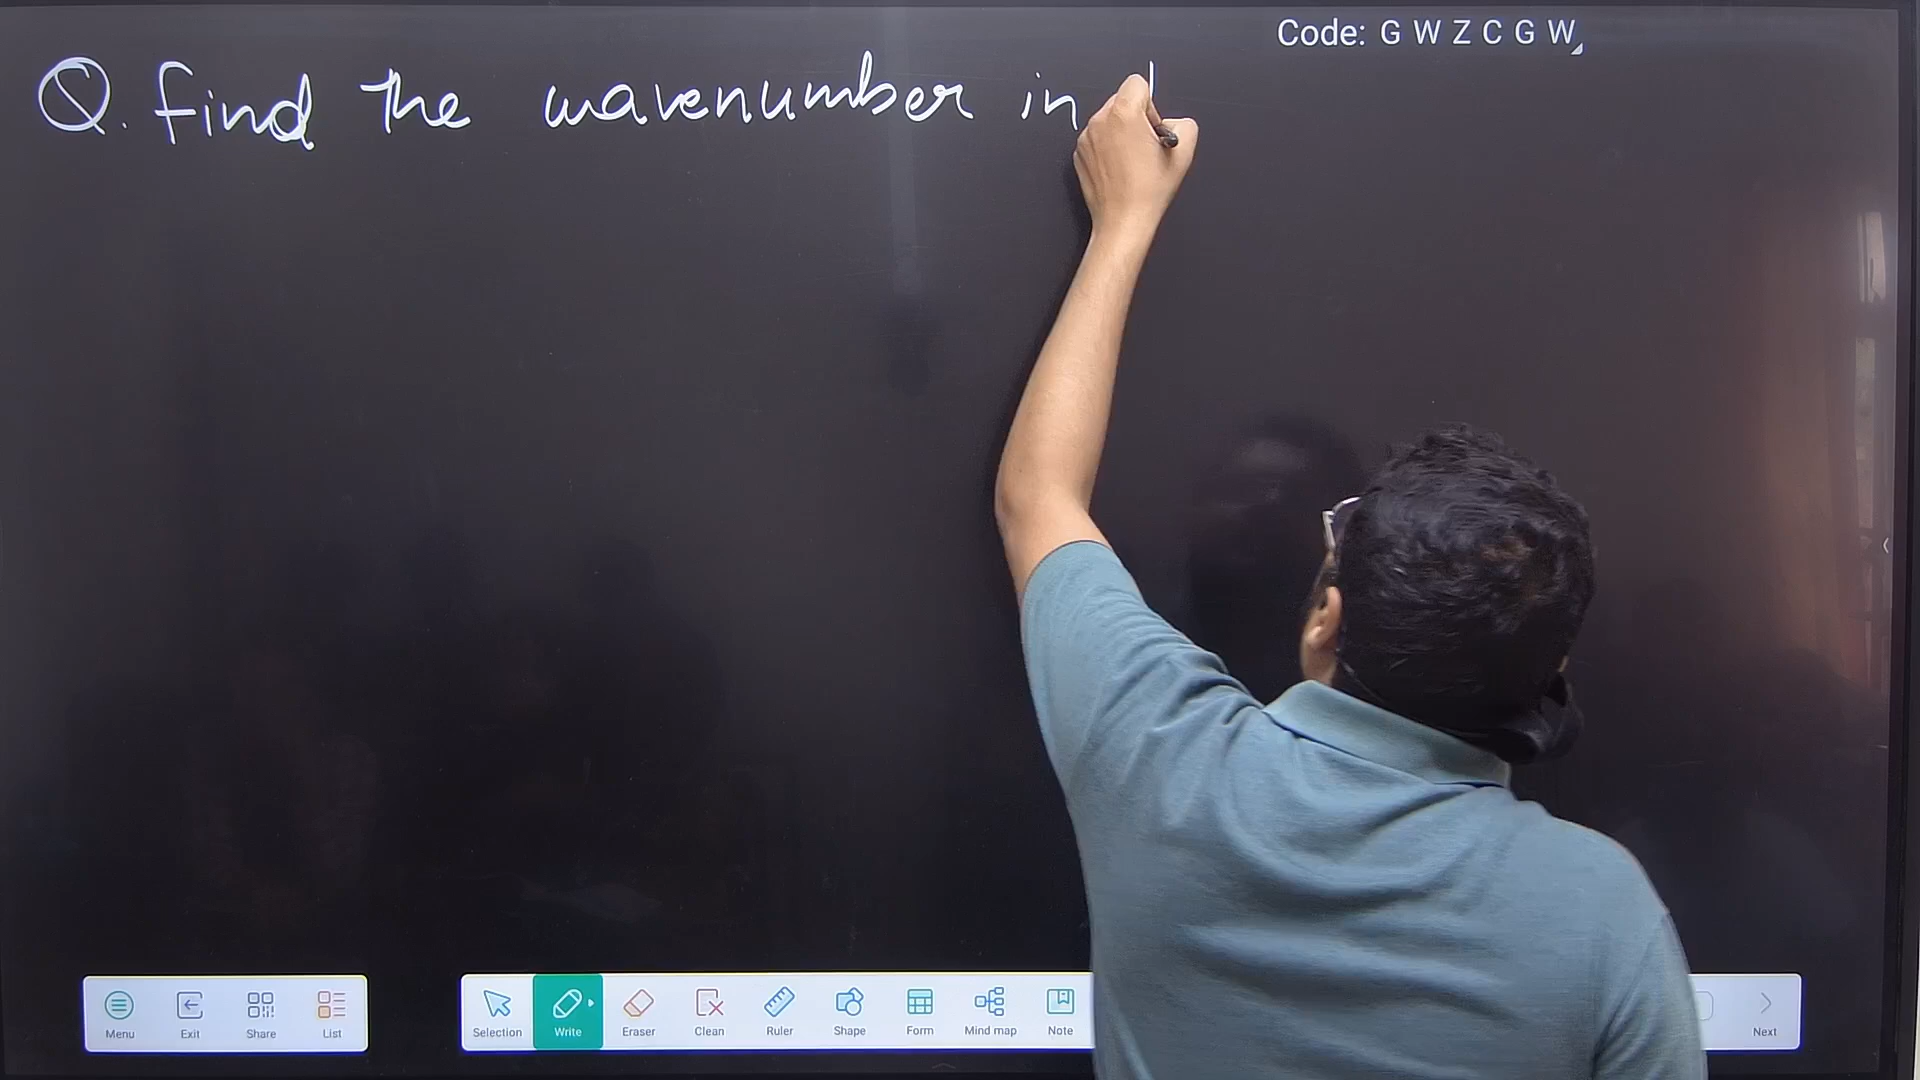 Code: G W Z C G W
Q. Find the wavenumber in
Menu
Exit
Share
List
Selection
Write
Eraser
Clean
Ruler
Shape
Form
Mind map
Note
Next